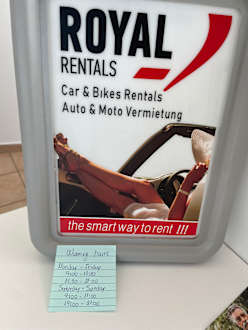 ROYAL
RENTALS
Car & Bikes Rentals
Auto & Moto Vermietung
the smart way to rent !!!
Monday - Friday
Saturday - Sunday